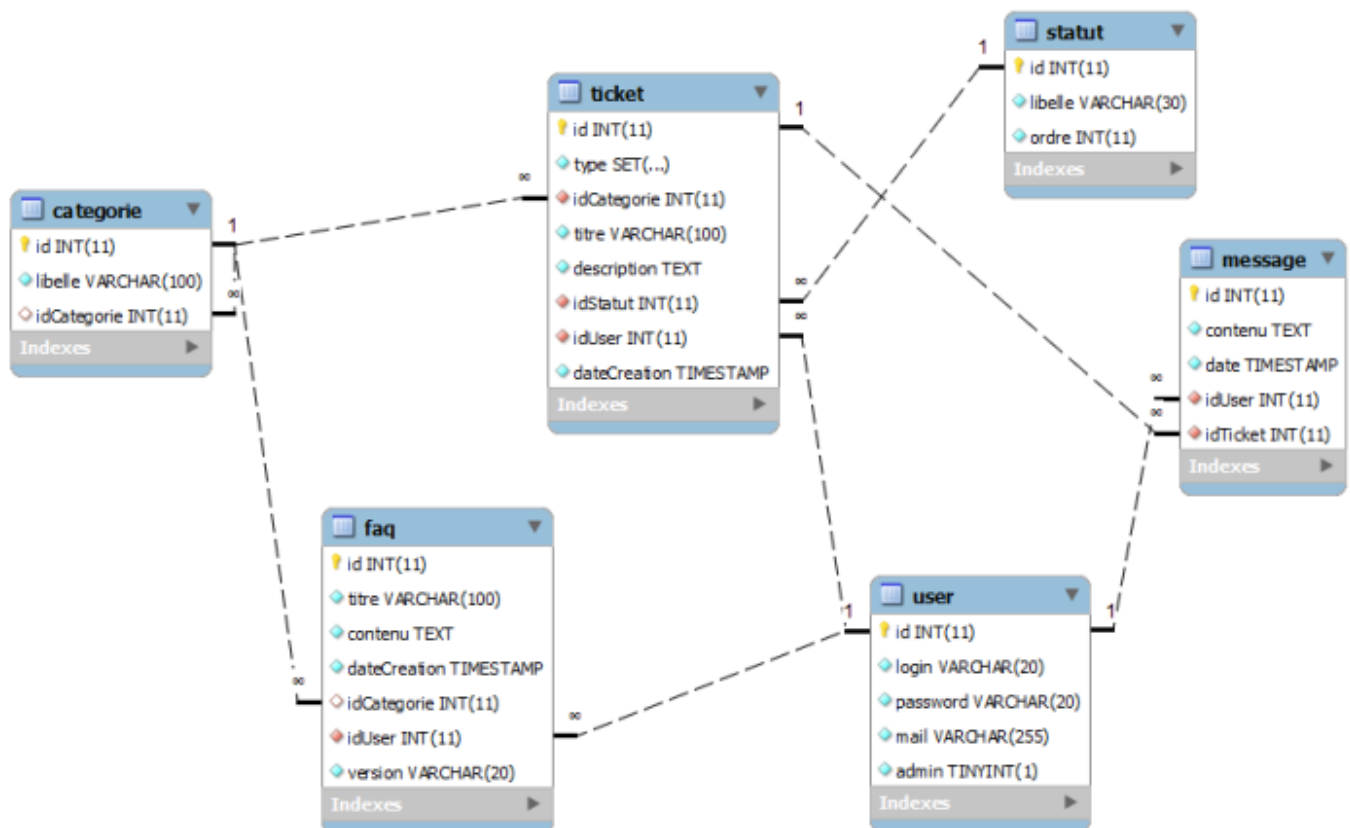 statut
id INT(11)
libelle VARCHAR(30)
ordre INT(11)
Indexes
1
ticket
id INT(11)
type SET(...)
idCategorie INT(11)
titre VARCHAR(100)
description TEXT
idStatut INT(11)
idUser INT(11)
dateCreation TIMESTAMP
Indexes
1
∞
∞
∞
categorie
id INT(11)
libelle VARCHAR(100)
idCategorie INT(11)
Indexes
1
∞
message
id INT(11)
contenu TEXT
date TIMESTAMP
idUser INT(11)
idTicket INT(11)
Indexes
∞
∞
faq
id INT(11)
titre VARCHAR(100)
contenu TEXT
dateCreation TIMESTAMP
idCategorie INT(11)
idUser INT(11)
version VARCHAR(20)
Indexes
∞
∞
user
id INT(11)
login VARCHAR(20)
password VARCHAR(20)
mail VARCHAR(255)
admin TINYINT(1)
Indexes
1
1